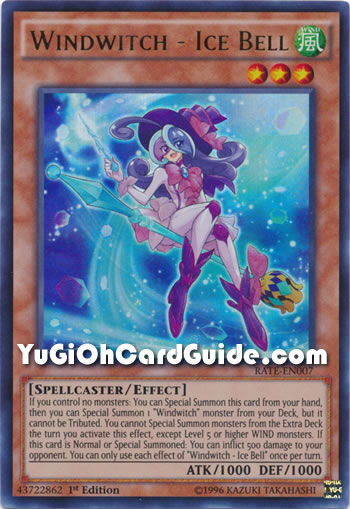 WINDWITCH - ICE BELL
WIND
風
YuGiOhCardGuide.com
RATE-EN007
[SPELLCASTER/EFFECT]
If you control no monsters: You can Special Summon this card from your hand,
then you can Special Summon 1 "Windwitch" monster from your Deck, but it
cannot be Tributed. You cannot Special Summon monsters from the Extra Deck
the turn you activate this effect, except Level 5 or higher WIND monsters. If
this card is Normal or Special Summoned: You can inflict 500 damage to your
opponent. You can only use each effect of "Windwitch - Ice Bell" once per turn.
ATK/1000 DEF/1000
43722862 1st Edition ©1996 KAZUKI TAKAHASHI